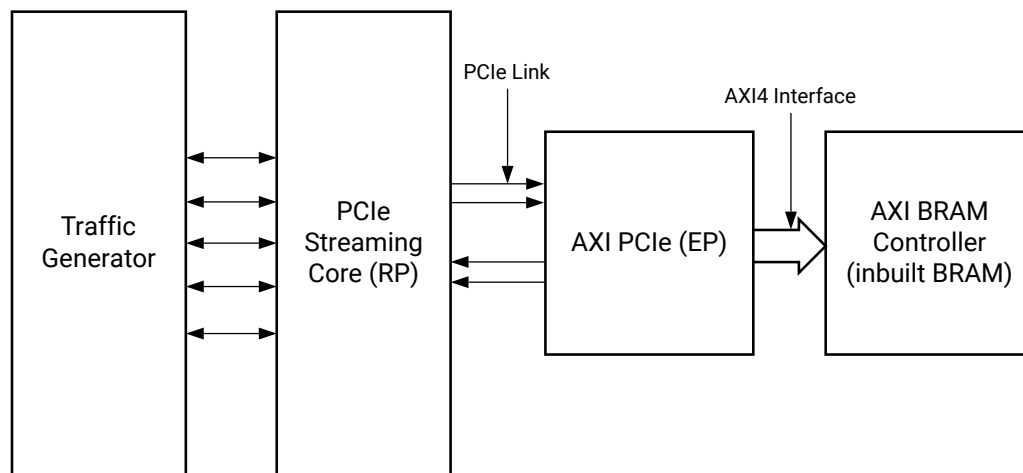 Traffic
Generator
PCIe
Streaming
Core (RP)
PCIe Link
AXI PCIe (EP)
AXI4 Interface
AXI BRAM
Controller
(inbuilt BRAM)